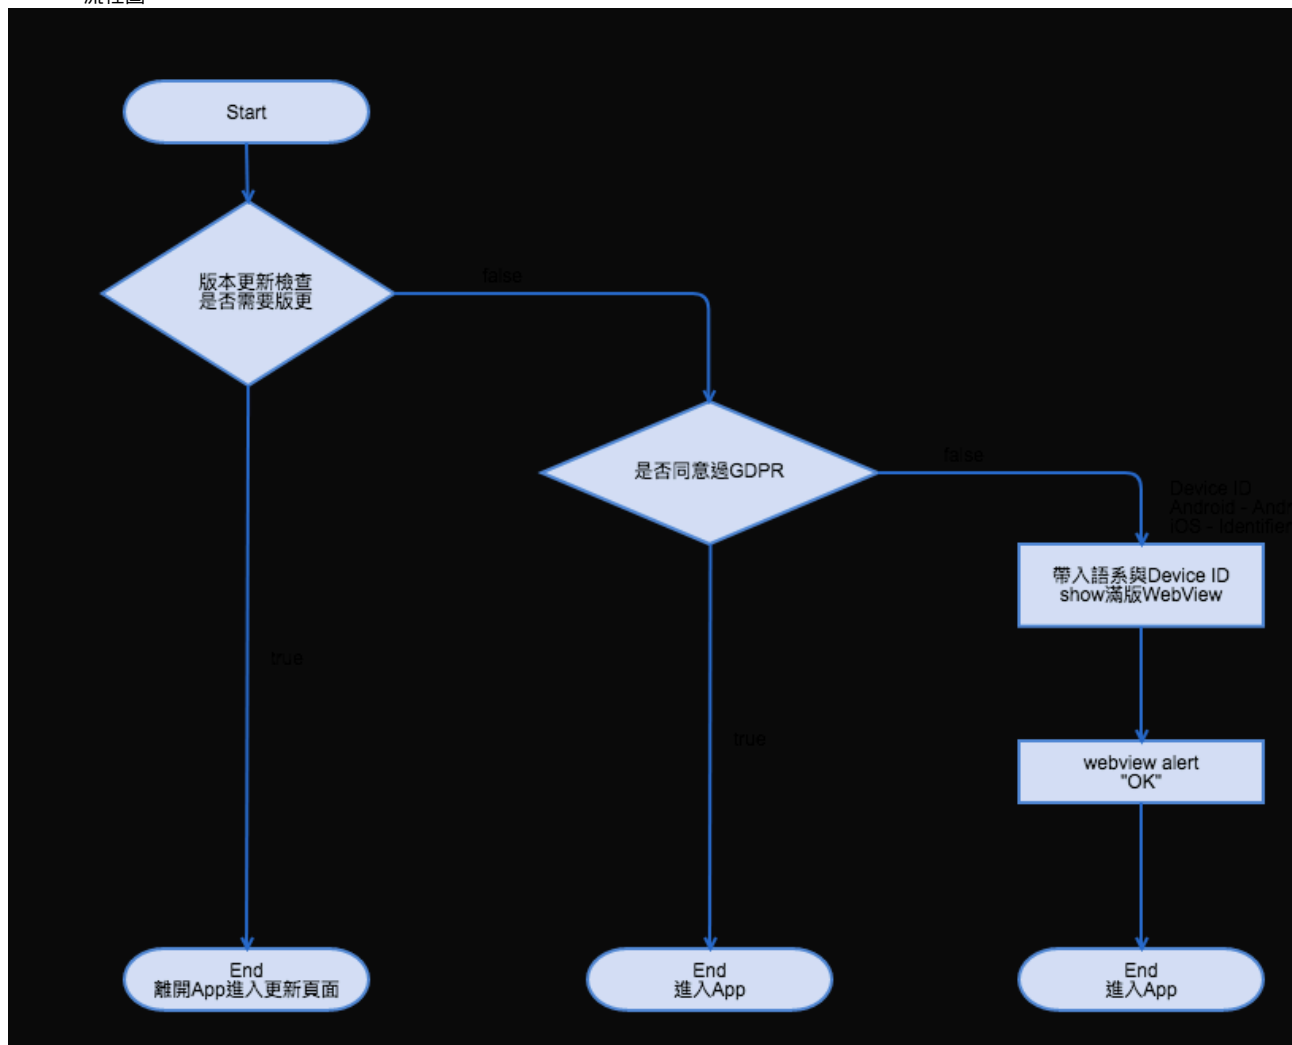 Start
版本更新檢查
是否需要版更
false
是否同意過GDPR
false
Device ID
Android -
iOS - Identifier
帶入語系與Device ID
show滿版WebView
true
true
webview alert
"OK"
End
離開App進入更新頁面
End
進入App
End
進入App